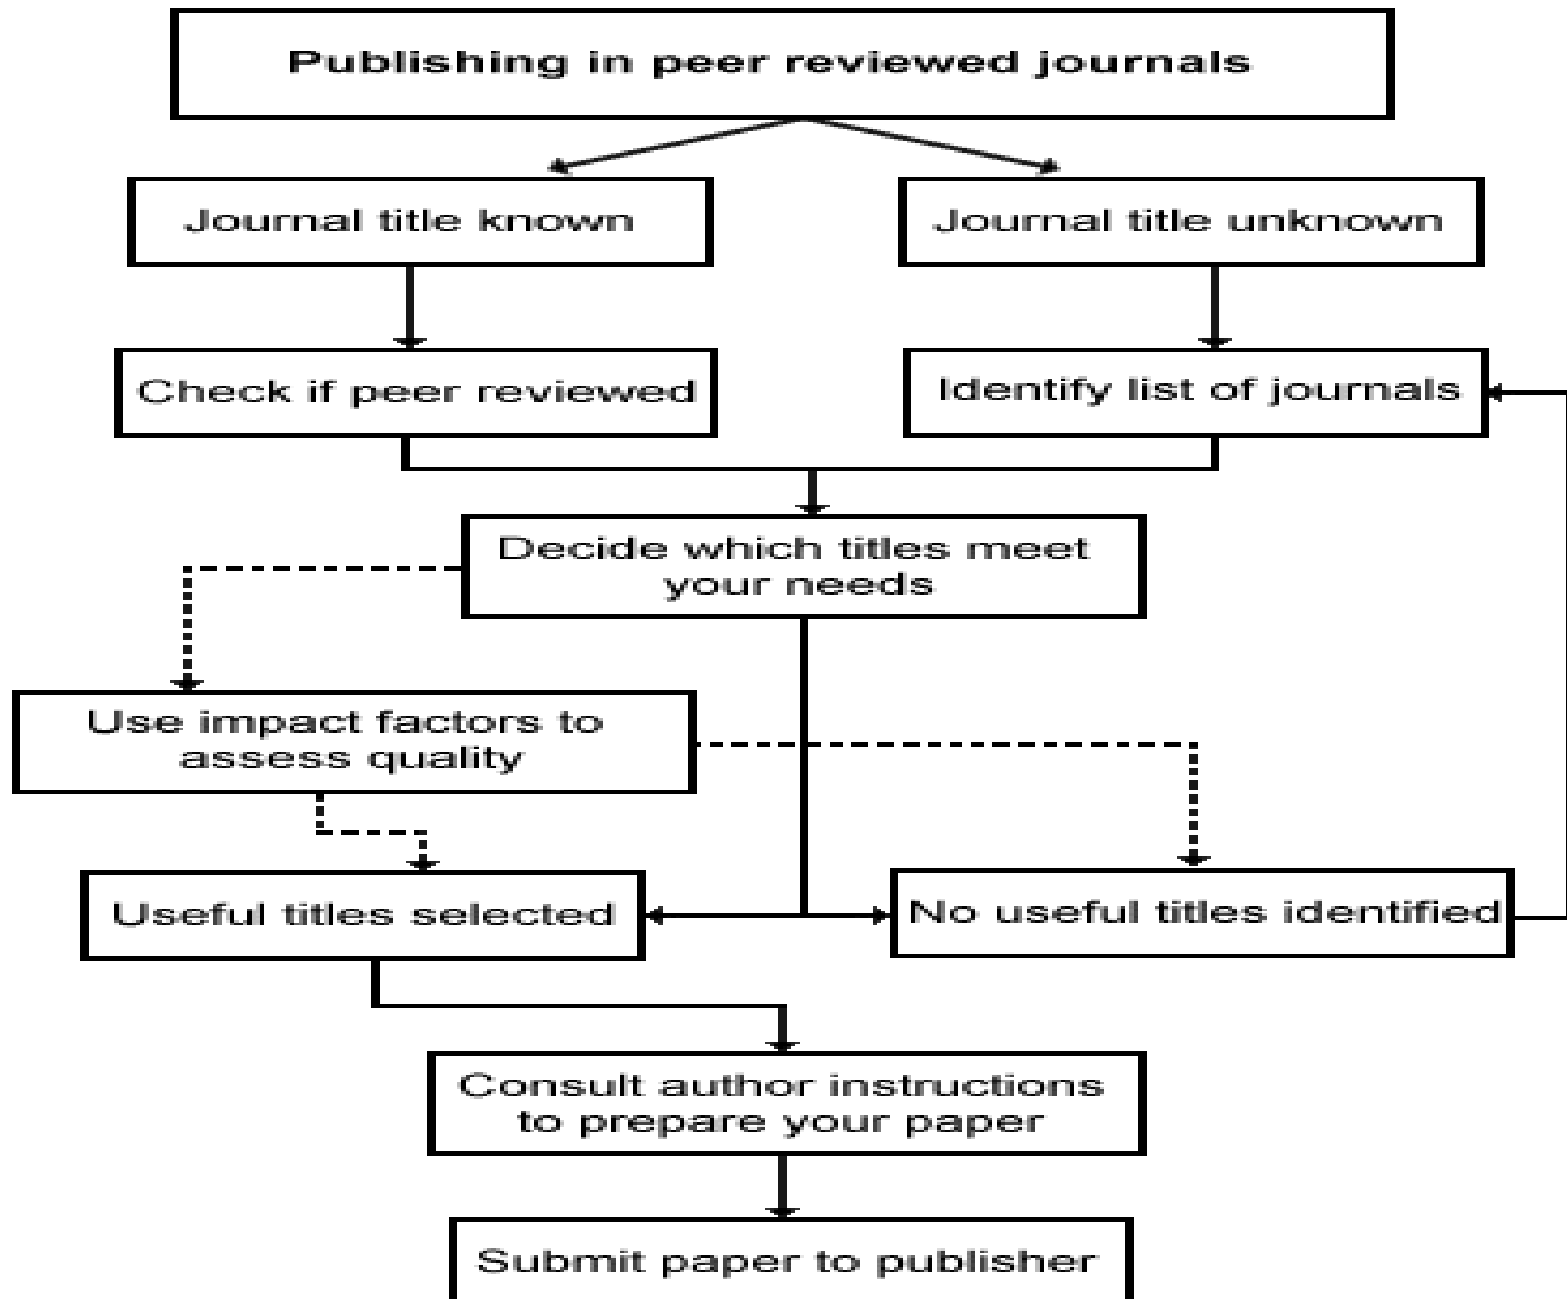 Publishing in peer reviewed journals
Journal title known
Journal title unknown
Check if peer reviewed
Identify list of journals
Decide which titles meet
your needs
Use impact factors to
assess quality
Useful titles selected
No useful titles identified
Consult author instructions
to prepare your paper
Submit paper to publisher